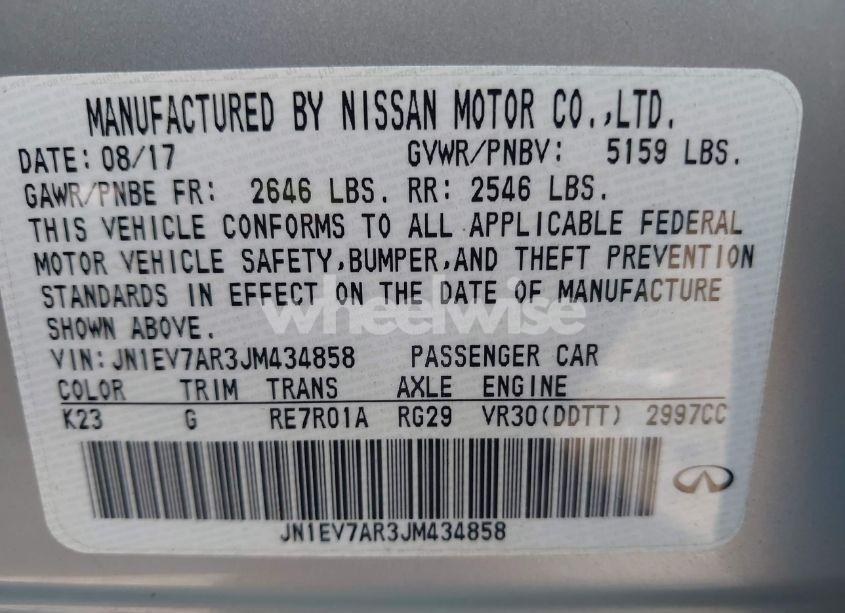 MANUFACTURED BY NISSAN MOTOR CO.,LTD.
DATE: 08/17 GVWR/PNBV: 5159 LBS.
GAWR/PNBE FR: 2646 LBS. RR: 2546 LBS.
THIS VEHICLE CONFORMS TO ALL APPLICABLE FEDERAL
MOTOR VEHICLE SAFETY,BUMPER,AND THEFT PREVENTION
STANDARDS IN EFFECT ON THE DATE OF MANUFACTURE
SHOWN ABOVE.
wheelwise
VIN: JN1EV7AR3JM434858 PASSENGER CAR
COLOR TRIM TRANS AXLE ENGINE
K23 G RE7R01A RG29 VR30(DDTT) 2997CC
JN1EV7AR3JM434858